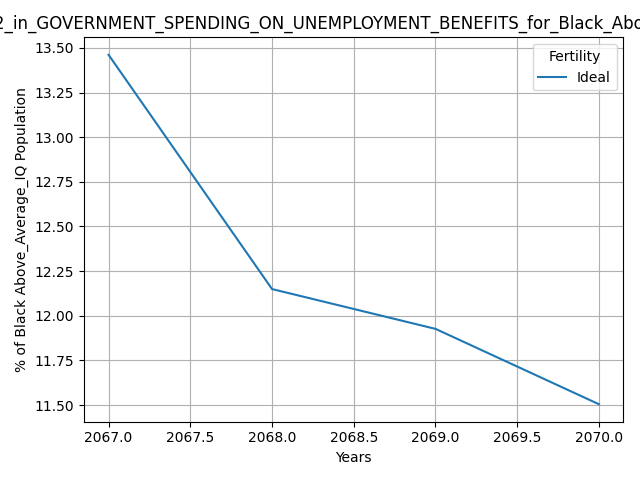 2_in_GOVERNMENT_SPENDING_ON_UNEMPLOYMENT_BENEFITS_for_Black_Abo
Fertility
Ideal
% of Black Above_Average_IQ Population
13.50
13.25
13.00
12.75
12.50
12.25
12.00
11.75
11.50
2067.0 2067.5 2068.0 2068.5 2069.0 2069.5 2070.0
Years